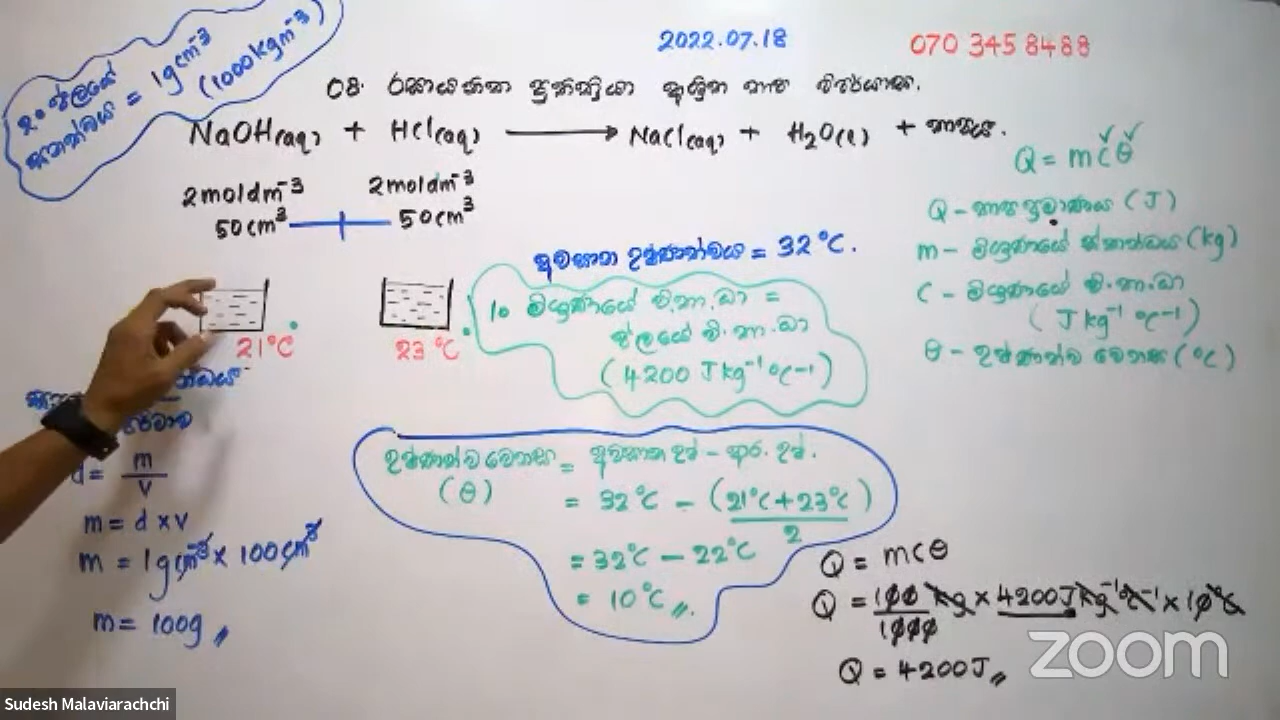 2022.07.18
070 345 8488
2. ජලයේ
ඝනත්වය = 1gcm⁻³
(1000kgm⁻³)
08. රසායනික ප්‍රතික්‍රියා ආශ්‍රිත තාප විපර්යාස.
NaOH(aq) + HCl(aq) ⟶ NaCl(aq) + H₂O(l) + තාපය.
2moldm⁻³ 2moldm⁻³
50cm³ 50cm³
Q = mcθ
Q - තාප ප්‍රමාණය (J)
m - මිශ්‍රණයේ ස්කන්ධය (kg)
C - මිශ්‍රණයේ වි.තා.ධා
(Jkg⁻¹ °C⁻¹)
θ - උෂ්ණත්ව වෙනස (°C)
අවසාන උෂ්ණත්වය = 32°C.
21°C
23°C
1. මිශ්‍රණයේ වි.තා.ධා =
ජලයේ වි.තා.ධා
(4200 Jkg⁻¹ °C⁻¹)
d = m/v
m = d x v
m = 1gcm⁻³ x 100cm³
m = 100g
උෂ්ණත්ව වෙනස = අවසාන උෂ් - ආර. උෂ්.
(θ) = 32°C - (21°C + 23°C)/2
= 32°C - 22°C
= 10°C
Q = mcθ
Q = 100 kg/1000 x 4200Jkg⁻¹°C⁻¹ x 10°C
Q = 4200J
zoom
Sudesh Malaviarachchi